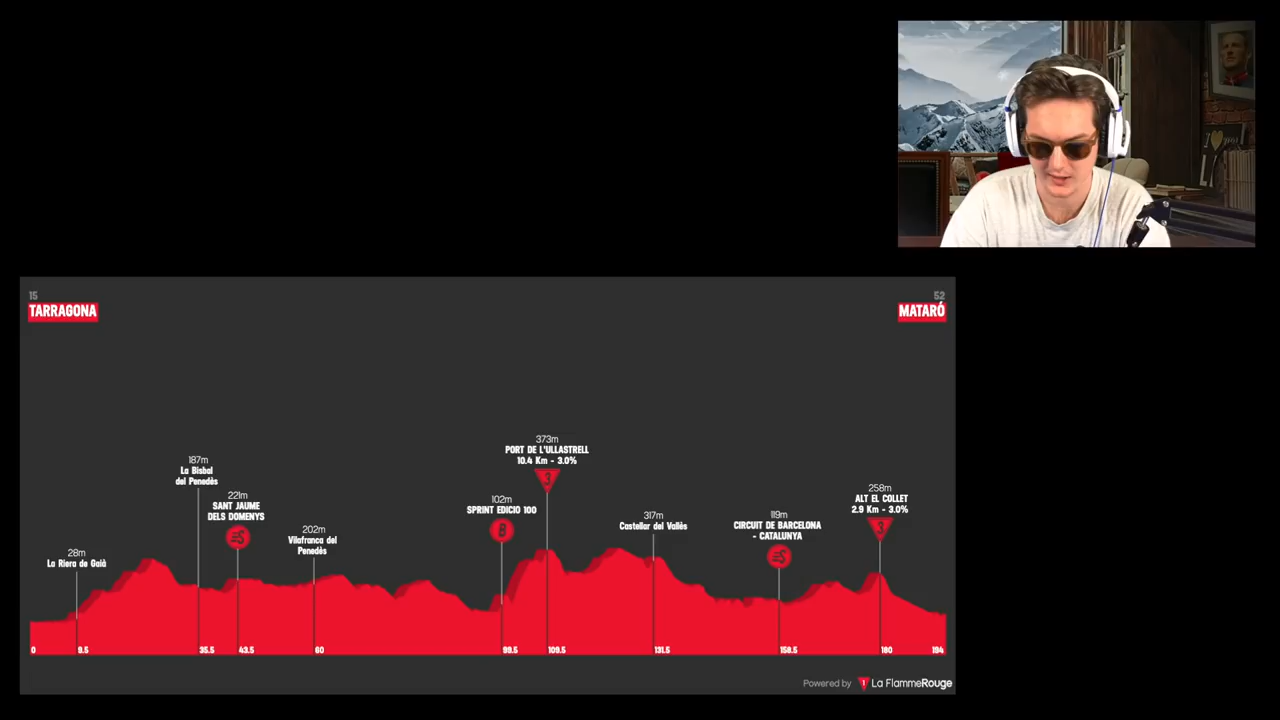 15
TARRAGONA
52
MATARÓ
28m
La Riera de Gaià
187m
La Bisbal
del Penedès
221m
SANT JAUME
DELS DOMENYS
S
202m
Vilafranca del
Penedès
102m
SPRINT EDICIO 100
B
373m
PORT DE L'ULLASTRELL
10.4 Km - 3.0%
3
317m
Castellar del Vallès
119m
CIRCUIT DE BARCELONA
- CATALUNYA
S
258m
ALT EL COLLET
2.9 Km - 3.0%
3
0
9.5
35.5
43.5
60
99.5
109.5
131.5
158.5
180
194
Powered by
1
La FlammeRouge